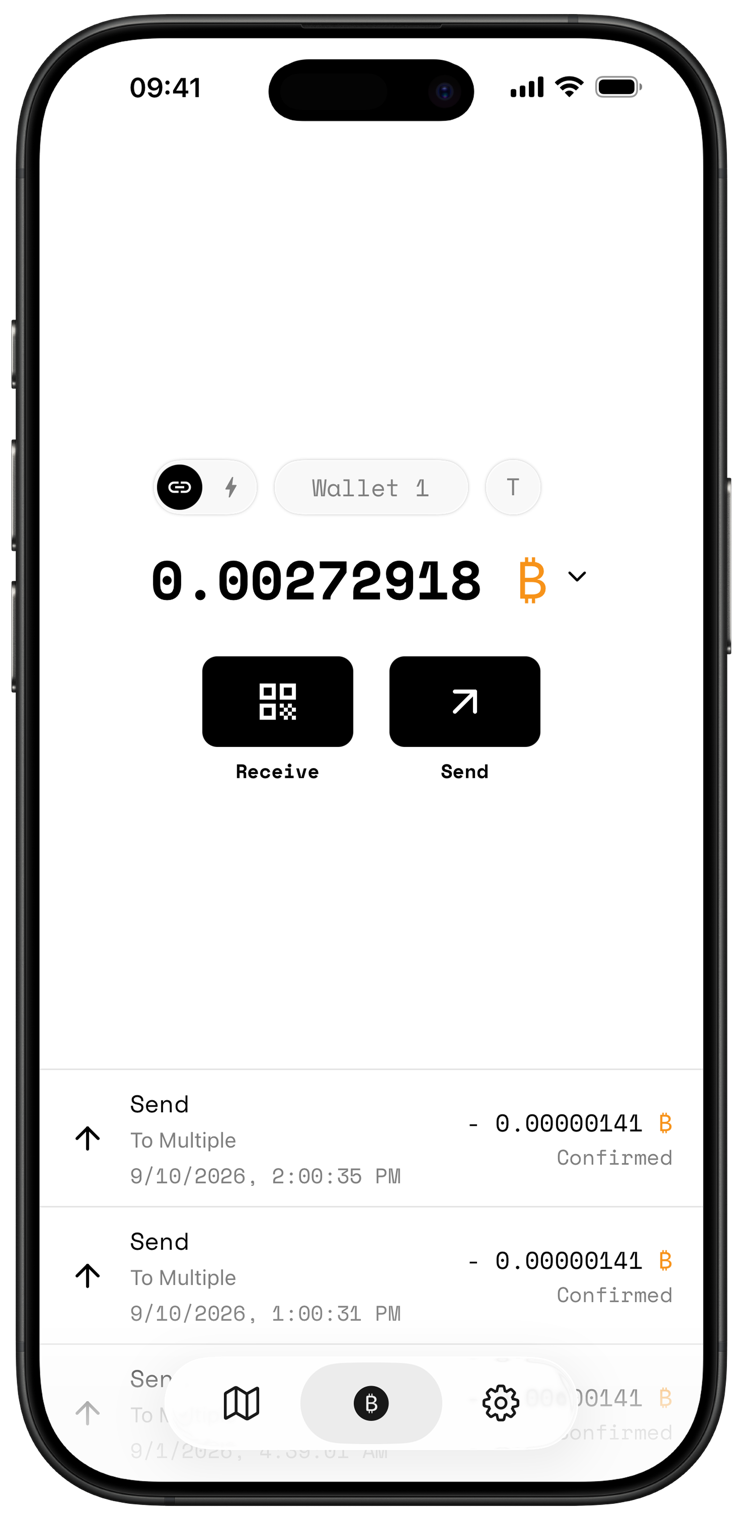 09:41
Wallet 1
T
0.00272918 ₿
Receive
Send
Send
To Multiple
9/10/2026, 2:00:35 PM
- 0.00000141 ₿
Confirmed
Send
To Multiple
9/10/2026, 1:00:31 PM
- 0.00000141 ₿
Confirmed